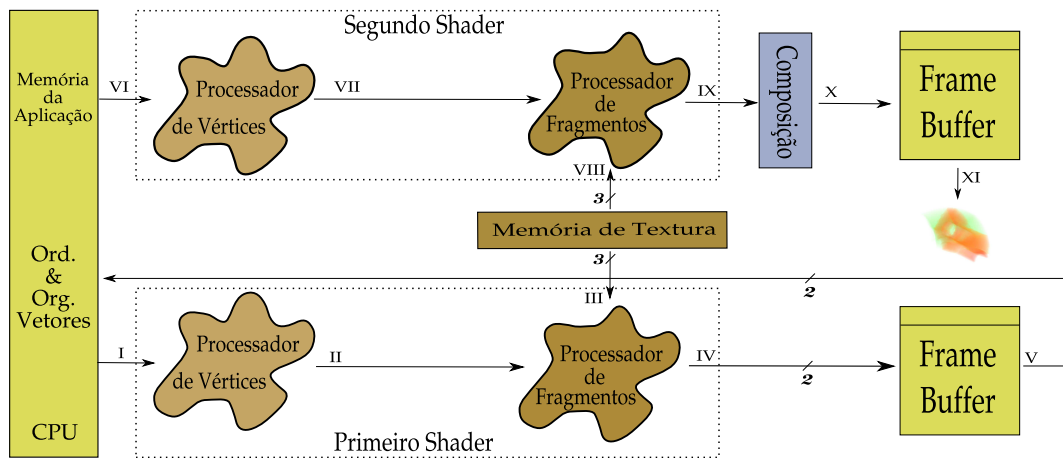 Segundo Shader
Memória
da
Aplicação
VI
Processador
de Vértices
VII
Processador
de
Fragmentos
VIII
IX
Composição
X
Frame
Buffer
XI
3
Memória de Textura
3
Ord.
&
Org.
Vetores
2
I
Processador
de Vértices
II
III
Processador
de
Fragmentos
IV
2
Frame
Buffer
V
CPU
Primeiro Shader